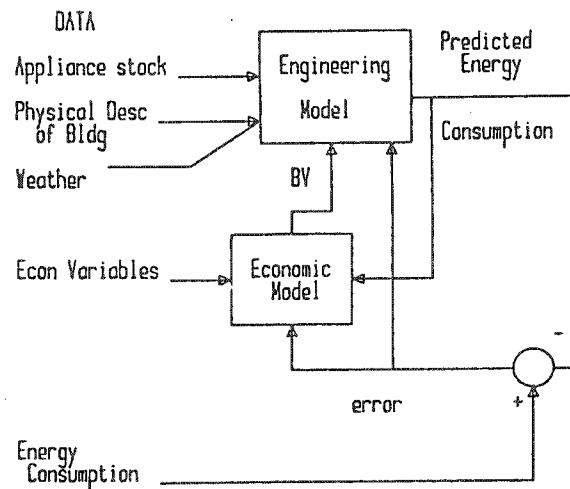 DATA
Appliance stock
Physical Desc
of Bldg
Weather
Engineering
Model
Predicted
Energy
Consumption
BV
Econ Variables
Economic
Model
-
+
error
Energy
Consumption